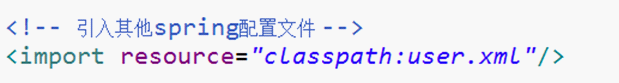 <!-- 引入其他spring配置文件 -->
<import resource="classpath:user.xml"/>